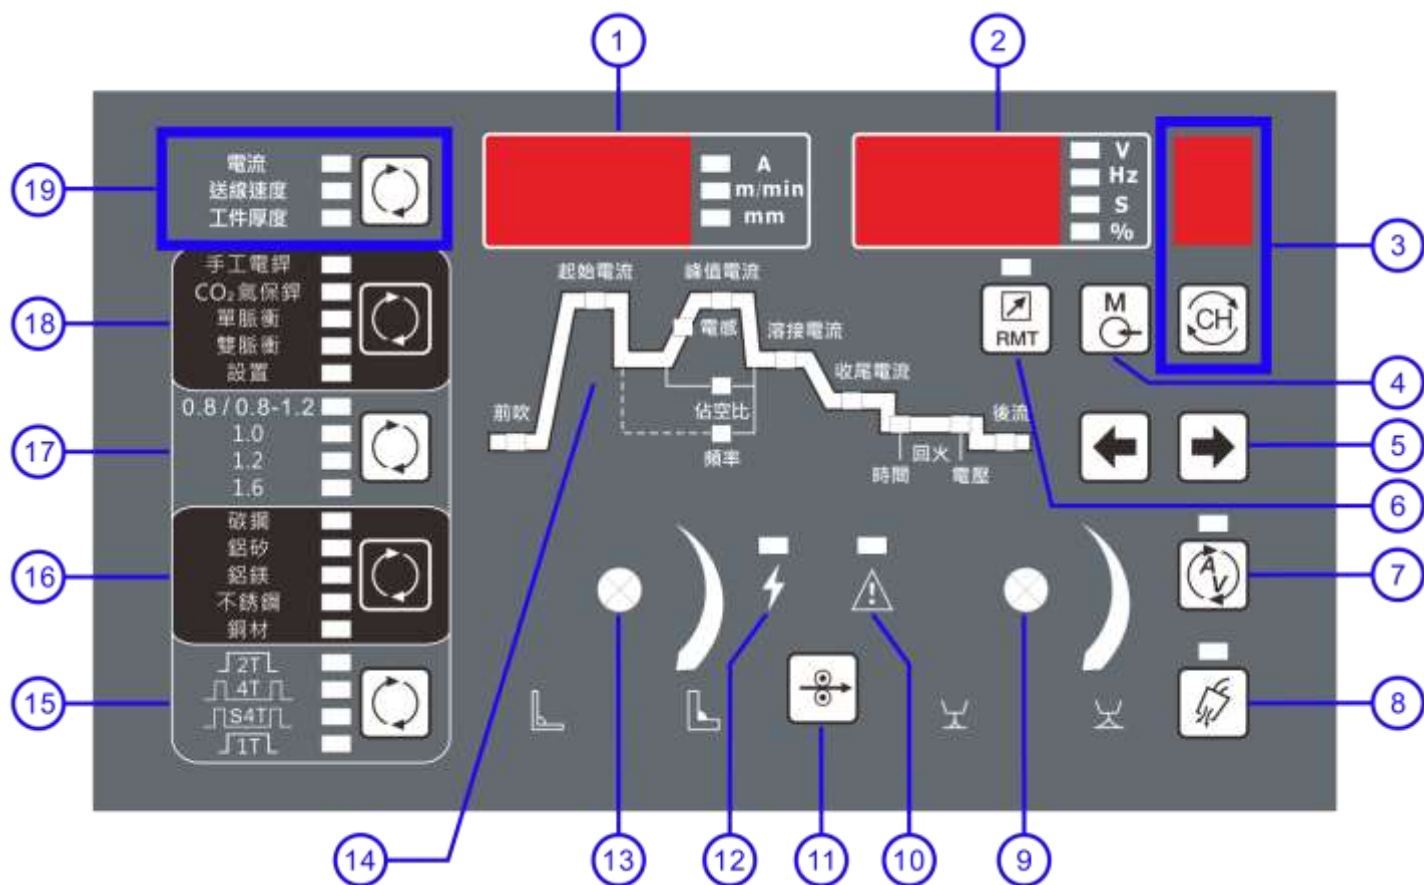 1
2
電流
送線速度
工件厚度
19
A
m/min
mm
V
Hz
S
%
3
手工電銲
CO₂氣保銲
單脈衝
雙脈衝
設置
18
起始電流
峰值電流
電感
溶接電流
收尾電流
前吹
佔空比
頻率
時間
回火
電壓
後流
RMT
M
CH
4
0.8/0.8-1.2
1.0
1.2
1.6
17
5
6
碳鋼
鋁矽
鋁鎂
不銹鋼
銅材
16
A
V
7
2T
4T
S4T
1T
15
8
14
13
12
11
10
9